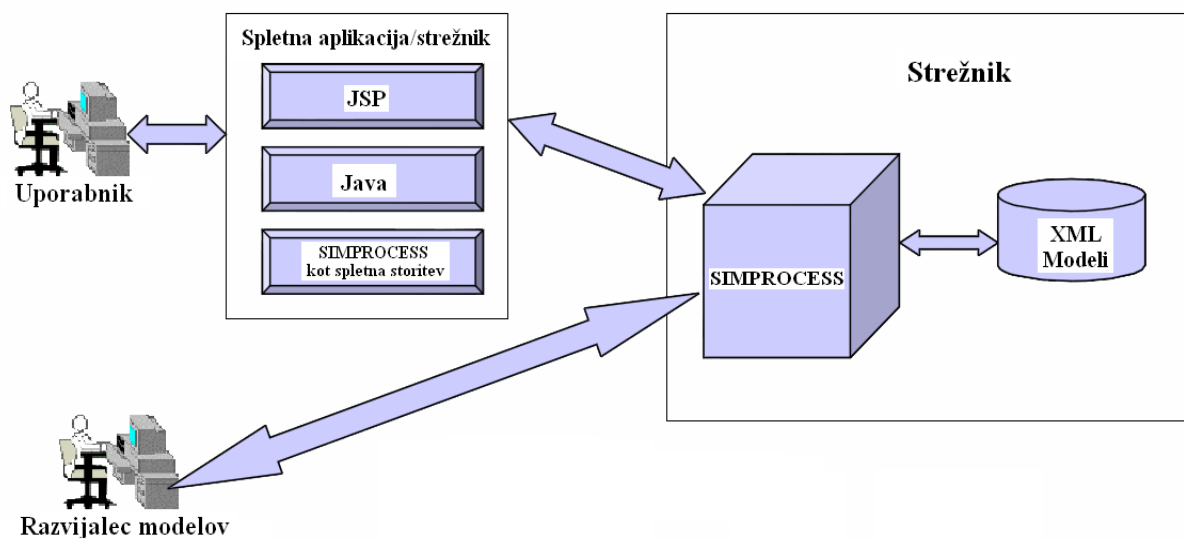 Spletna aplikacija/strežnik
JSP
Java
SIMPROCESS
kot spletna storitev
Uporabnik
Strežnik
SIMPROCESS
XML
Modeli
Razvijalec modelov